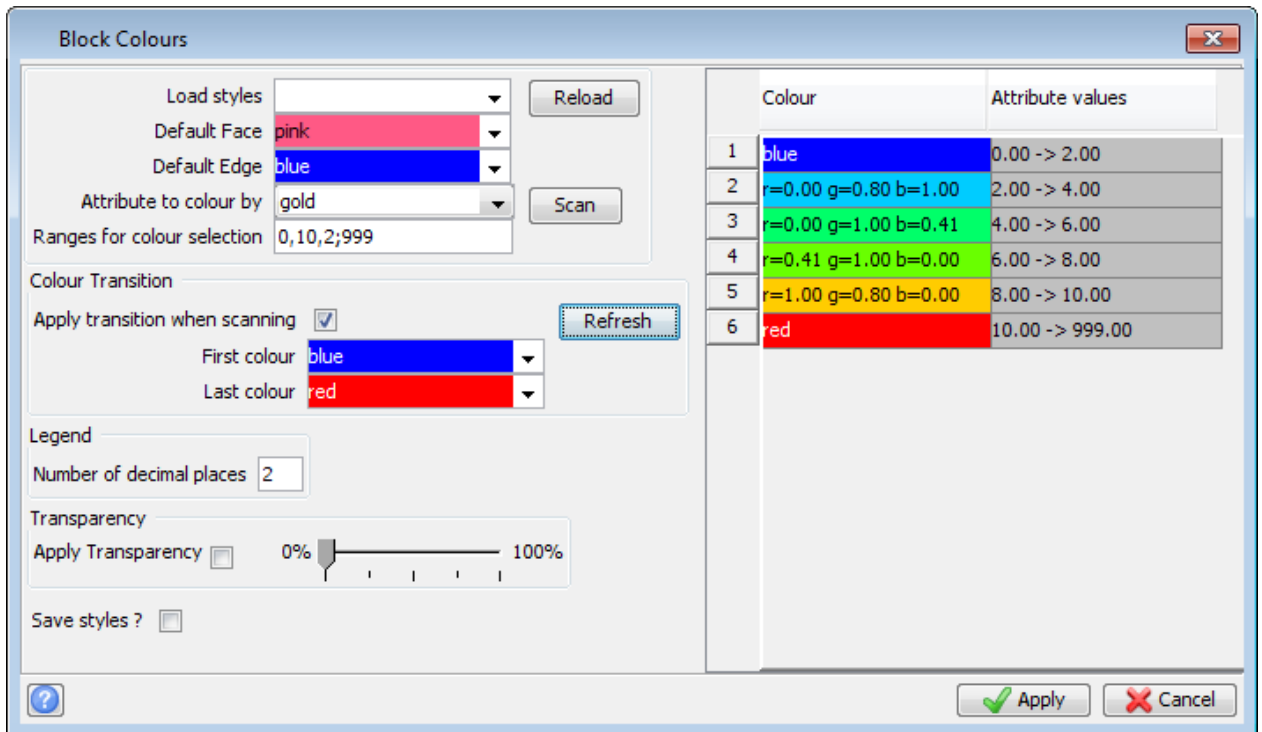 Block Colours
Load styles
Reload
Default Face pink
Default Edge blue
Attribute to colour by gold
Scan
Ranges for colour selection 0,10,2;999
Colour Transition
Apply transition when scanning
Refresh
First colour blue
Last colour red
Legend
Number of decimal places 2
Transparency
Apply Transparency 0% 100%
Save styles ?
Colour Attribute values
1 blue 0.00 -> 2.00
2 r=0.00 g=0.80 b=1.00 2.00 -> 4.00
3 r=0.00 g=1.00 b=0.41 4.00 -> 6.00
4 r=0.41 g=1.00 b=0.00 6.00 -> 8.00
5 r=1.00 g=0.80 b=0.00 8.00 -> 10.00
6 red 10.00 -> 999.00
? Apply Cancel